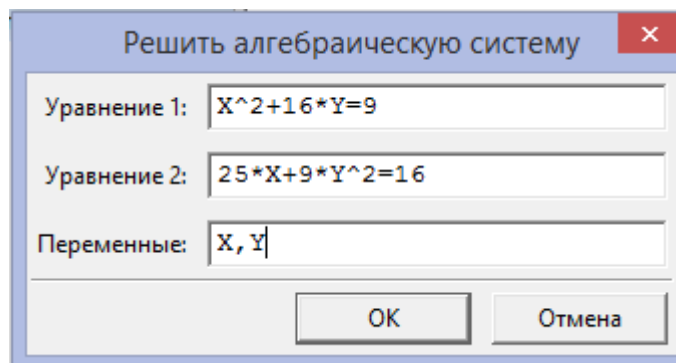 Решить алгебраическую систему
Уравнение 1: X^2+16*Y=9
Уравнение 2: 25*X+9*Y^2=16
Переменные: X,Y
OK Отмена